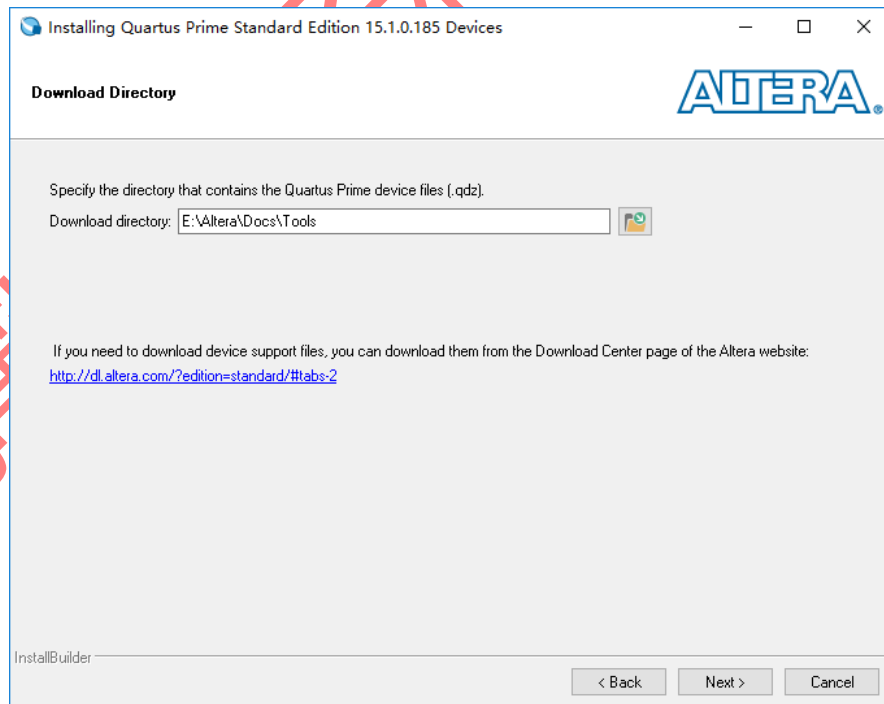 Installing Quartus Prime Standard Edition 15.1.0.185 Devices
Download Directory
ALTERA®
Specify the directory that contains the Quartus Prime device files (.qdz).
Download directory: E:\Altera\Docs\Tools
If you need to download device support files, you can download them from the Download Center page of the Altera website:
http://dl.altera.com/?edition=standard/#tabs-2
InstallBuilder
< Back Next > Cancel